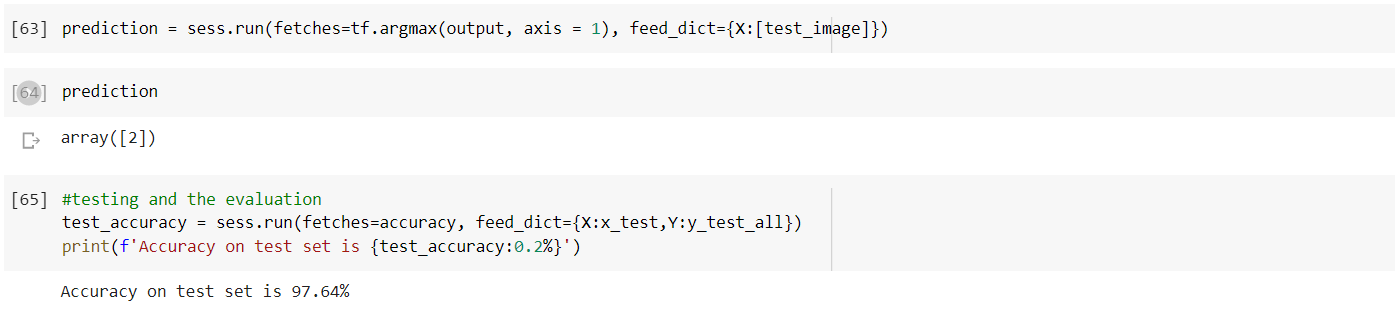 [63] prediction = sess.run(fetches=tf.argmax(output, axis = 1), feed_dict={X:[test_image]})
[64] prediction
array([2])
[65] #testing and the evaluation
test_accuracy = sess.run(fetches=accuracy, feed_dict={X:x_test,Y:y_test_all})
print(f'Accuracy on test set is {test_accuracy:0.2%}')
Accuracy on test set is 97.64%